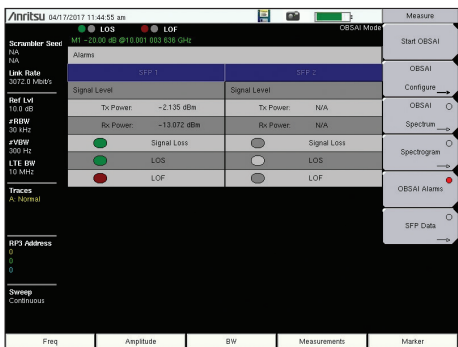 Anritsu 04/17/2017 11:44:55 am
LOS LOF
OBSAI Mode
M1 -20.00 dB @10.001 003 636 GHz
Scrambler Seed
NA
NA
Link Rate
3072.0 Mbit/s
Ref Lvl
10.0 dB
#RBW
30 kHz
#VBW
300 Hz
LTE BW
10 MHz
Traces
A: Normal
RP3 Address
0
0
0
Sweep
Continuous
Alarms
SFP 1 SFP 2
Signal Level Signal Level
Tx Power: -2.135 dBm Tx Power: N/A
Rx Power: -13.072 dBm Rx Power: N/A
Signal Loss Signal Loss
LOS LOS
LOF LOF
Measure
Start OBSAI
OBSAI
Configure
OBSAI
Spectrum
Spectrogram
OBSAI Alarms
SFP Data
Freq Amplitude BW Measurements Marker